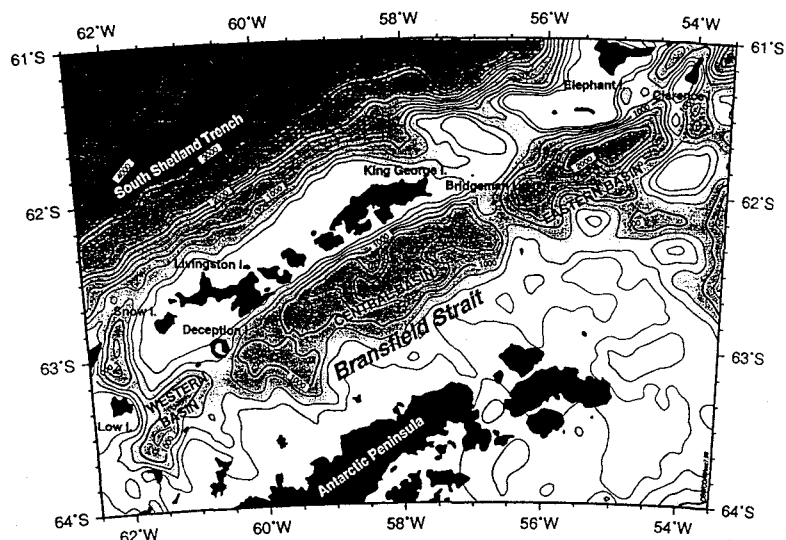 62˚W
60˚W
58˚W
56˚W
54˚W
61˚S
61˚S
Elephant
Clarence
South Shetland Trench
4000
5000
King George I.
Bridgeman I.
EASTERN BASIN
62˚S
62˚S
Livingston I.
CENTRAL BASIN
Snow I.
Deception I.
Bransfield Strait
63˚S
63˚S
WESTERN
BASIN
Low I.
Antarctic Peninsula
64˚S
64˚S
62˚W
60˚W
58˚W
56˚W
54˚W